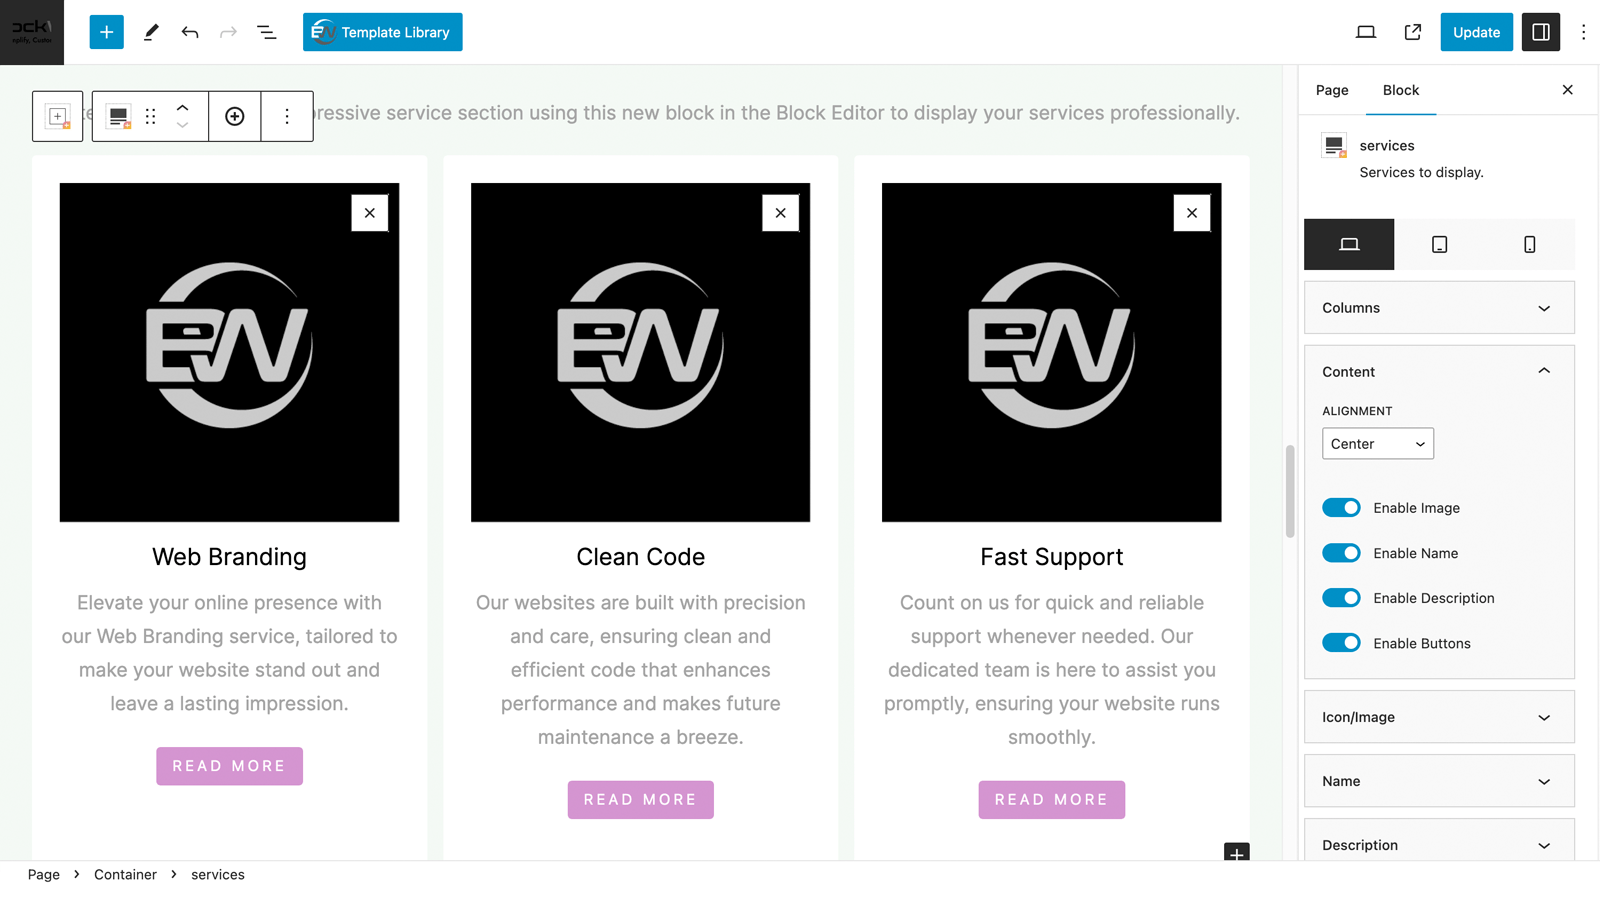 Template Library
Update
pressive service section using this new block in the Block Editor to display your services professionally.
Page
Block
services
Services to display.
Columns
Content
ALIGNMENT
Center
Enable Image
Enable Name
Enable Description
Enable Buttons
Icon/Image
Name
Description
EW
EW
EW
Web Branding
Elevate your online presence with
our Web Branding service, tailored to
make your website stand out and
leave a lasting impression.
READ MORE
Clean Code
Our websites are built with precision
and care, ensuring clean and
efficient code that enhances
performance and makes future
maintenance a breeze.
READ MORE
Fast Support
Count on us for quick and reliable
support whenever needed. Our
dedicated team is here to assist you
promptly, ensuring your website runs
smoothly.
READ MORE
Page > Container > services